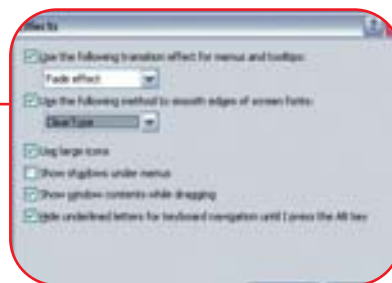 Effects
Use the following transition effect for menus and tooltips:
Fade effect
Use the following method to smooth edges of screen fonts:
ClearType
Use large icons
Show shadows under menus
Show window contents while dragging
Hide underlined letters for keyboard navigation until I press the Alt key